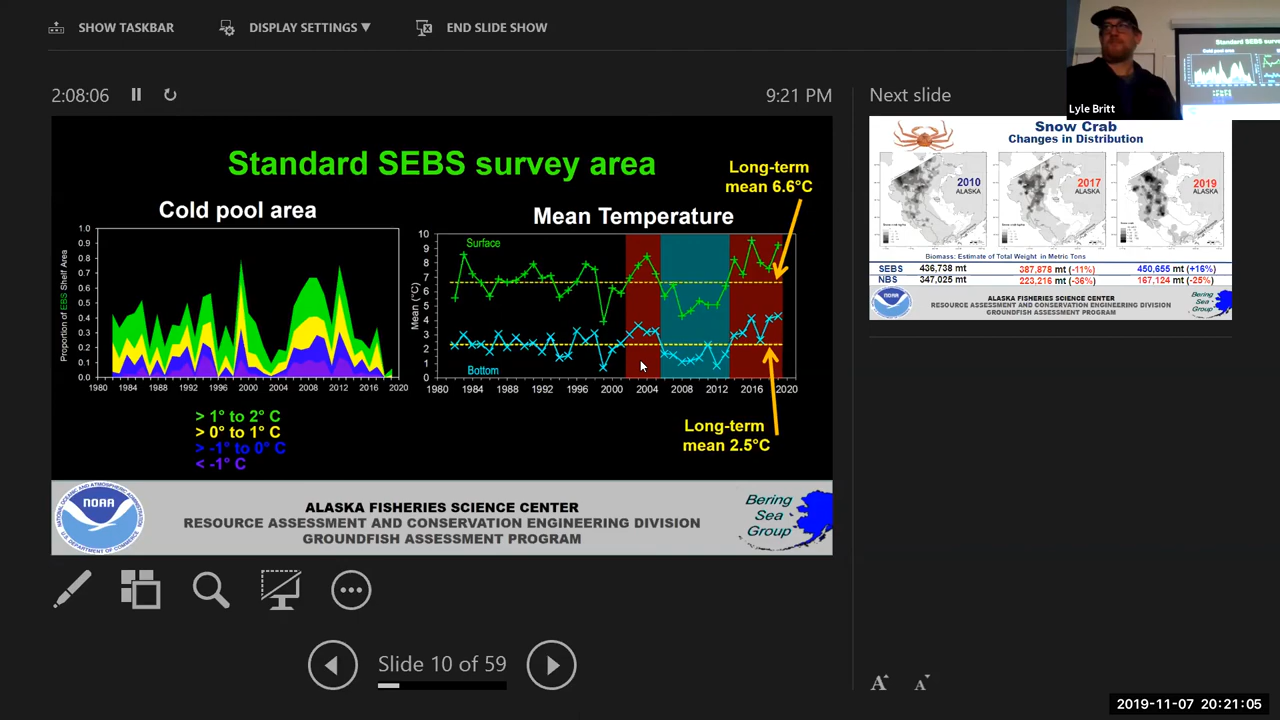 SHOW TASKBAR
DISPLAY SETTINGS ▼
END SLIDE SHOW
Lyle Britt
2:08:06
9:21 PM
Next slide
Standard SEBS survey area
Long-term
mean 6.6°C
Cold pool area
Mean Temperature
Proportion of EBS Shelf Area
1.0
0.9
0.8
0.7
0.6
0.5
0.4
0.3
0.2
0.1
0.0
1980 1984 1988 1992 1996 2000 2004 2008 2012 2016 2020
Mean (°C)
10
9
8
7
6
5
4
3
2
1
0
Surface
Bottom
1980 1984 1988 1992 1996 2000 2004 2008 2012 2016 2020
> 1° to 2° C
> 0° to 1° C
> -1° to 0° C
< -1° C
Long-term
mean 2.5°C
NOAA
ALASKA FISHERIES SCIENCE CENTER
RESOURCE ASSESSMENT AND CONSERVATION ENGINEERING DIVISION
GROUNDFISH ASSESSMENT PROGRAM
Bering
Sea
Group
Snow Crab
Changes in Distribution
2010
ALASKA
2017
ALASKA
2019
ALASKA
Biomass: Estimate of Total Weight in Metric Tons
SEBS 436,738 mt 387,878 mt (-11%) 450,655 mt (+16%)
NBS 347,025 mt 223,216 mt (-36%) 167,124 mt (-25%)
ALASKA FISHERIES SCIENCE CENTER
RESOURCE ASSESSMENT AND CONSERVATION ENGINEERING DIVISION
GROUNDFISH ASSESSMENT PROGRAM
Bering
Sea
Group
Slide 10 of 59
A A
2019-11-07 20:21:05